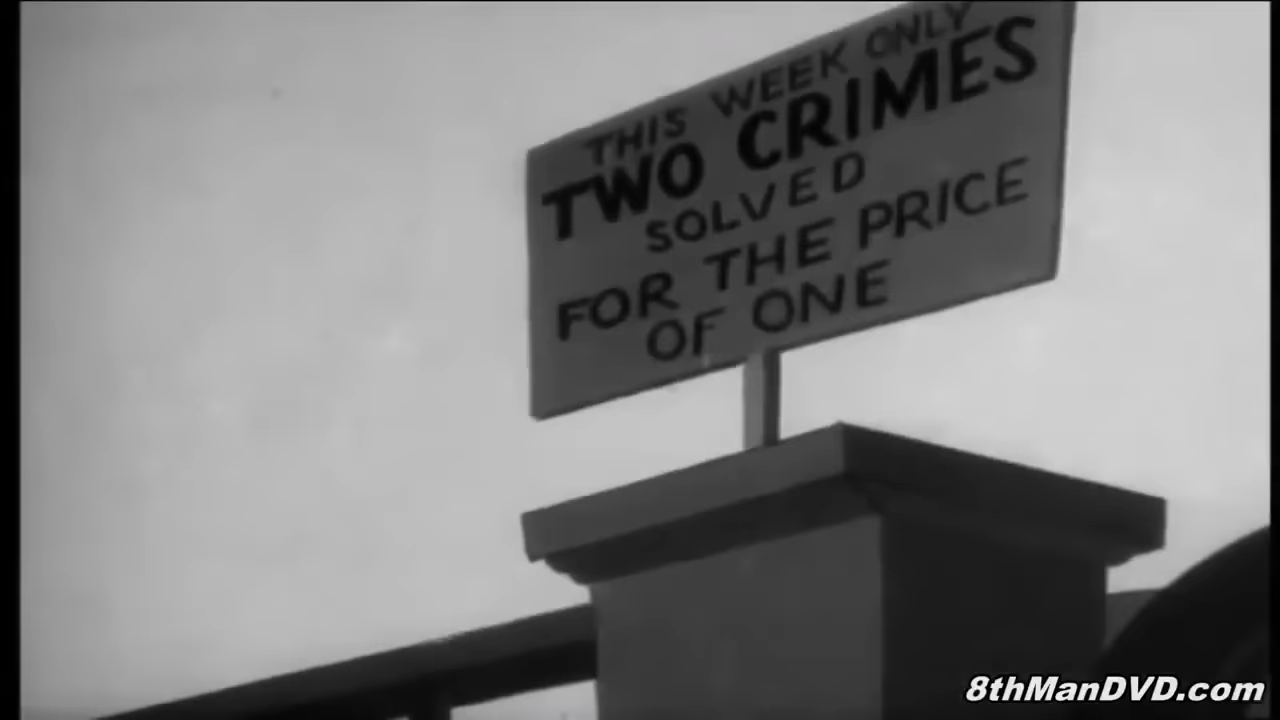 THIS WEEK ONLY
TWO CRIMES
SOLVED
FOR THE PRICE
OF ONE
8thManDVD.com